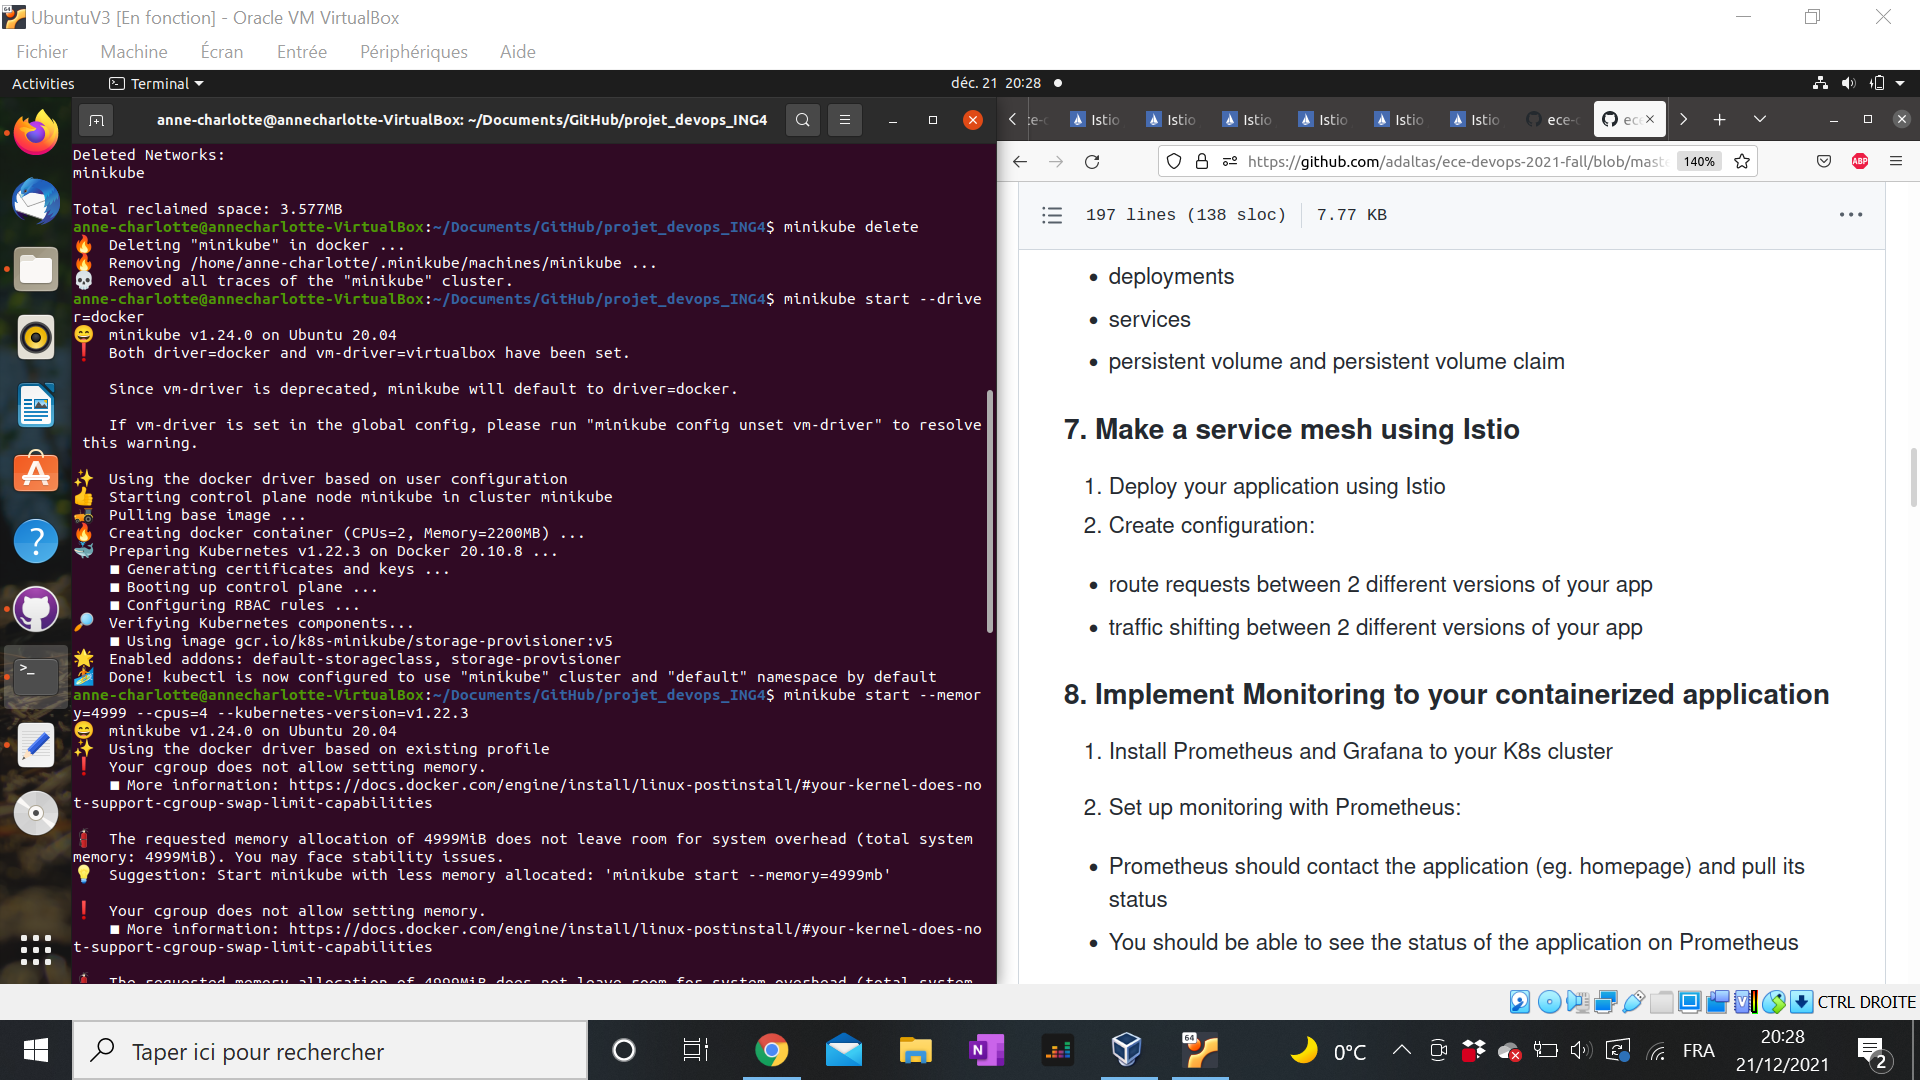 UbuntuV3 [En fonction] - Oracle VM VirtualBox
Fichier Machine Écran Entrée Périphériques Aide
Activities Terminal déc. 21 20:28
anne-charlotte@annecharlotte-VirtualBox: ~/Documents/GitHub/projet_devops_ING4
Deleted Networks:
minikube
Total reclaimed space: 3.577MB
anne-charlotte@annecharlotte-VirtualBox:~/Documents/GitHub/projet_devops_ING4$ minikube delete
Deleting "minikube" in docker ...
Removing /home/anne-charlotte/.minikube/machines/minikube ...
Removed all traces of the "minikube" cluster.
anne-charlotte@annecharlotte-VirtualBox:~/Documents/GitHub/projet_devops_ING4$ minikube start --drive
r=docker
minikube v1.24.0 on Ubuntu 20.04
Both driver=docker and vm-driver=virtualbox have been set.
Since vm-driver is deprecated, minikube will default to driver=docker.
If vm-driver is set in the global config, please run "minikube config unset vm-driver" to resolve
this warning.
Using the docker driver based on user configuration
Starting control plane node minikube in cluster minikube
Pulling base image ...
Creating docker container (CPUs=2, Memory=2200MB) ...
Preparing Kubernetes v1.22.3 on Docker 20.10.8 ...
■ Generating certificates and keys ...
■ Booting up control plane ...
■ Configuring RBAC rules ...
Verifying Kubernetes components...
■ Using image gcr.io/k8s-minikube/storage-provisioner:v5
Enabled addons: default-storageclass, storage-provisioner
Done! kubectl is now configured to use "minikube" cluster and "default" namespace by default
anne-charlotte@annecharlotte-VirtualBox:~/Documents/GitHub/projet_devops_ING4$ minikube start --memor
y=4999 --cpus=4 --kubernetes-version=v1.22.3
minikube v1.24.0 on Ubuntu 20.04
Using the docker driver based on existing profile
Your cgroup does not allow setting memory.
■ More information: https://docs.docker.com/engine/install/linux-postinstall/#your-kernel-does-no
t-support-cgroup-swap-limit-capabilities
The requested memory allocation of 4999MiB does not leave room for system overhead (total system
memory: 4999MiB). You may face stability issues.
Suggestion: Start minikube with less memory allocated: 'minikube start --memory=4999mb'
Your cgroup does not allow setting memory.
■ More information: https://docs.docker.com/engine/install/linux-postinstall/#your-kernel-does-no
t-support-cgroup-swap-limit-capabilities
The requested memory allocation of 4999MiB does not leave room for system overhead (total system
Istio Istio Istio Istio Istio Istio ece-
https://github.com/adaltas/ece-devops-2021-fall/blob/maste 140% ABP
197 lines (138 sloc) 7.77 KB
• deployments
• services
• persistent volume and persistent volume claim
7. Make a service mesh using Istio
1. Deploy your application using Istio
2. Create configuration:
• route requests between 2 different versions of your app
• traffic shifting between 2 different versions of your app
8. Implement Monitoring to your containerized application
1. Install Prometheus and Grafana to your K8s cluster
2. Set up monitoring with Prometheus:
• Prometheus should contact the application (eg. homepage) and pull its
status
• You should be able to see the status of the application on Prometheus
CTRL DROITE
Taper ici pour rechercher
0°C FRA
20:28
21/12/2021
2